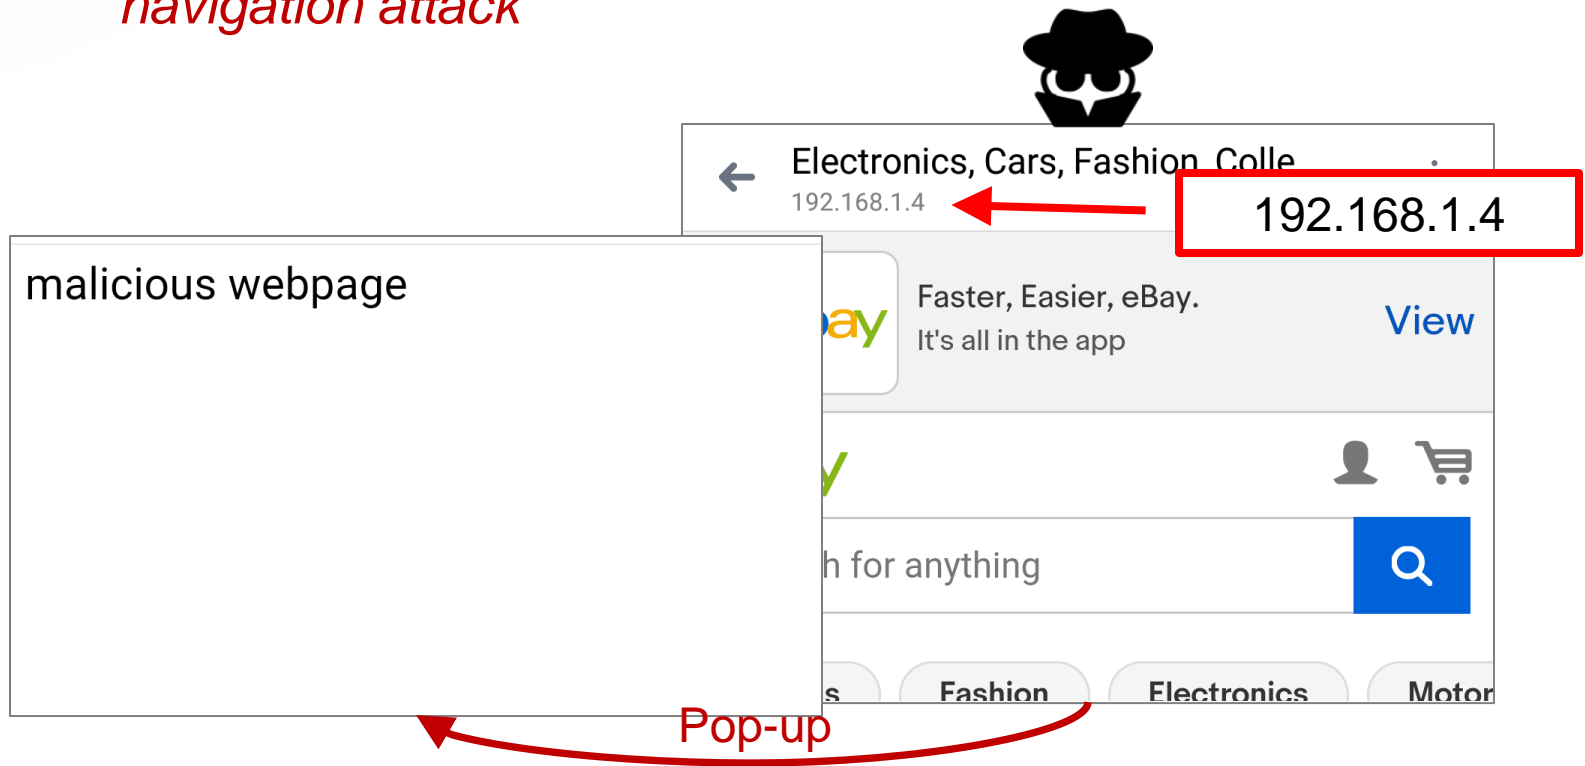 navigation attack
Electronics, Cars, Fashion, Colle
192.168.1.4
192.168.1.4
malicious webpage
ay
Faster, Easier, eBay.
It's all in the app
View
y
h for anything
s
Fashion
Electronics
Motor
Pop-up